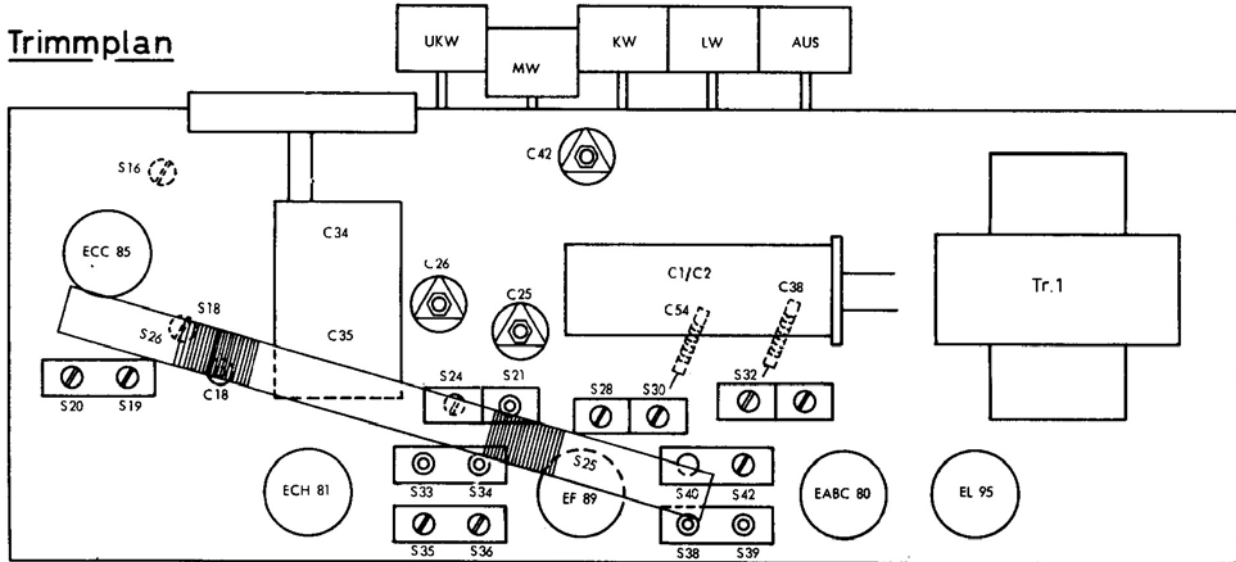 Trimmplan
UKW
MW
KW
LW
AUS
C42
S16
ECC 85
C34
C26
C25
C1/C2
C54
C38
Tr.1
S18
S26
C35
C18
S20
S19
S24
S21
S28
S30
S32
S25
ECH 81
S33
S34
EF 89
S40
S42
EABC 80
EL 95
S35
S36
S38
S39